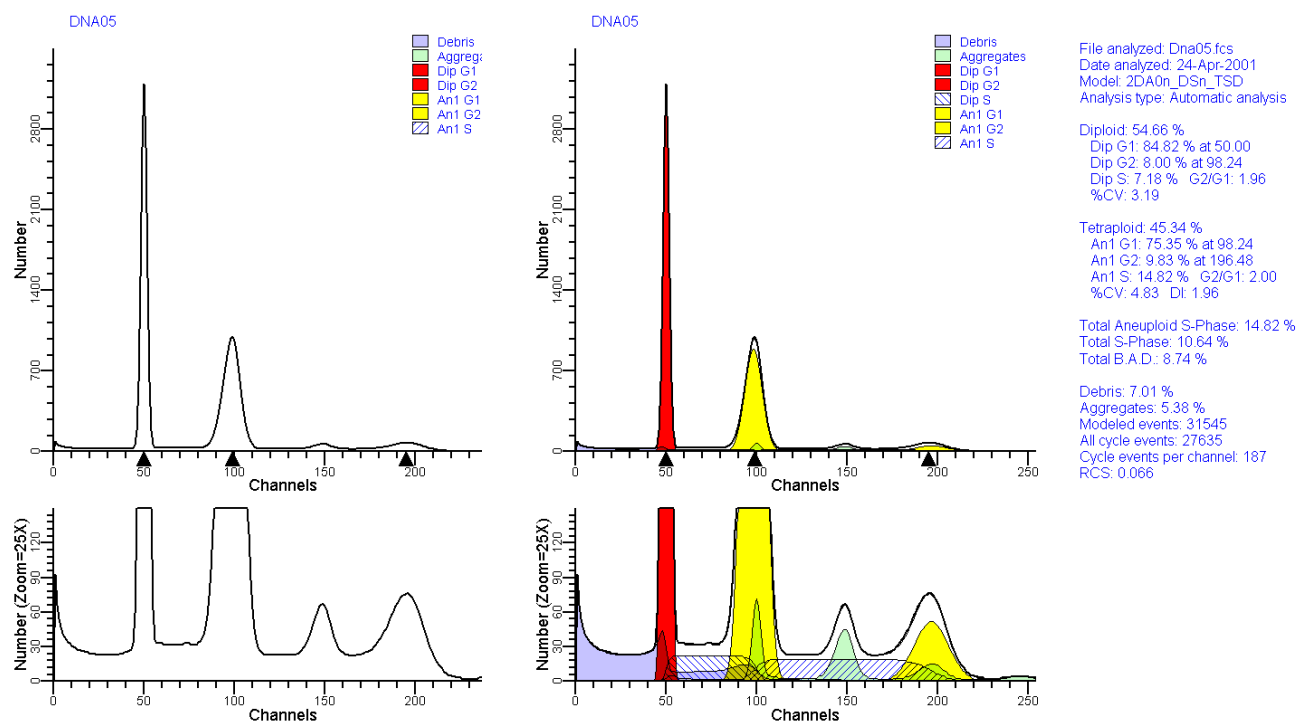 DNA05
Debris
Aggrega
Dip G1
Dip G2
An1 G1
An1 G2
An1 S
Number
2800
2100
1400
700
0
0
50
100
150
200
Channels
Number (Zoom=25X)
120
90
60
30
0
0
50
100
150
200
Channels
DNA05
Debris
Aggregates
Dip G1
Dip G2
Dip S
An1 G1
An1 G2
An1 S
Number
2800
2100
1400
700
0
0
50
100
150
200
250
Channels
Number (Zoom=25X)
120
90
60
30
0
0
50
100
150
200
250
Channels
File analyzed: Dna05.fcs
Date analyzed: 24-Apr-2001
Model: 2DA0n_DSn_TSD
Analysis type: Automatic analysis
Diploid: 54.66 %
Dip G1: 84.82 % at 50.00
Dip G2: 8.00 % at 98.24
Dip S: 7.18 % G2/G1: 1.96
%CV: 3.19
Tetraploid: 45.34 %
An1 G1: 75.35 % at 98.24
An1 G2: 9.83 % at 196.48
An1 S: 14.82 % G2/G1: 2.00
%CV: 4.83 DI: 1.96
Total Aneuploid S-Phase: 14.82 %
Total S-Phase: 10.64 %
Total B.A.D.: 8.74 %
Debris: 7.01 %
Aggregates: 5.38 %
Modeled events: 31545
All cycle events: 27635
Cycle events per channel: 187
RCS: 0.066